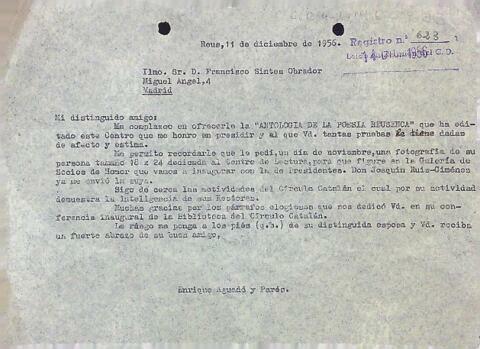 Reus, 11 de diciembre de 1956.
Registro n.° 623
Ilmo. Sr. D. Francisco Sintes Obrador
Miguel Angel, 4
Madrid
Mi distinguido amigo:
Me complazco en ofrecerle la "ANTOLOGIA DE LA POESIA REUSENCA" que ha edi-
tado este Centro que me honro en presidir y al que Vd. tantas pruebas le tiene dadas
de afecto y estima.
Me permito recordarle que le pedí, un día de noviembre, una fotografía de su
persona tamaño 18 x 24 dedicada al Centro de Lectura, para que figure en la Galería de
Socios de Honor que vamos a inaugurar con la de Presidentes. Don Joaquín Ruiz-Giménez
ya me envió la suya.
Sigo de cerca las actividades del Círculo Catalán el cual por su actividad
demuestra la inteligencia de sus Rectores.
Muchas gracias por los párrafos elogiosos que nos dedicó Vd. en su con-
ferencia inaugural de la Biblioteca del Círculo Catalán.
Le ruego me ponga a los piés (q.b.) de su distinguida esposa y Vd. reciba
un fuerte abrazo de su buen amigo,
Enrique Aguadé y Parés.